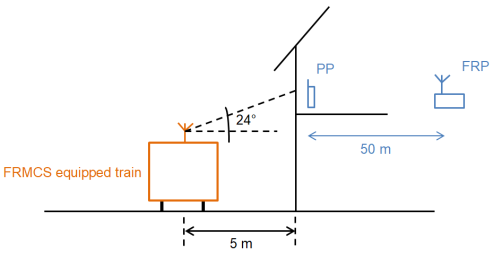 PP
FRP
24°
50 m
FRMCS equipped train
5 m